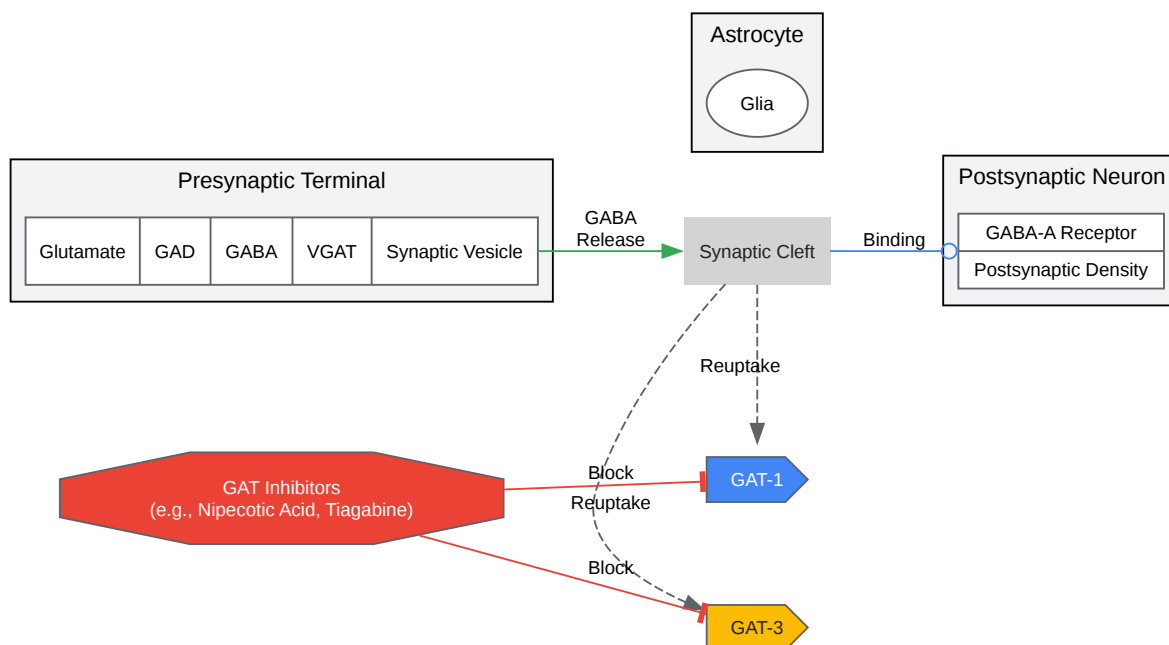 Astrocyte
Glia
Presynaptic Terminal
Glutamate
GAD
GABA
VGAT
Synaptic Vesicle
GABA
Release
Synaptic Cleft
Binding
Postsynaptic Neuron
GABA-A Receptor
Postsynaptic Density
Reuptake
GAT Inhibitors
(e.g., Nipecotic Acid, Tiagabine)
Block
GAT-1
Reuptake
Block
GAT-3